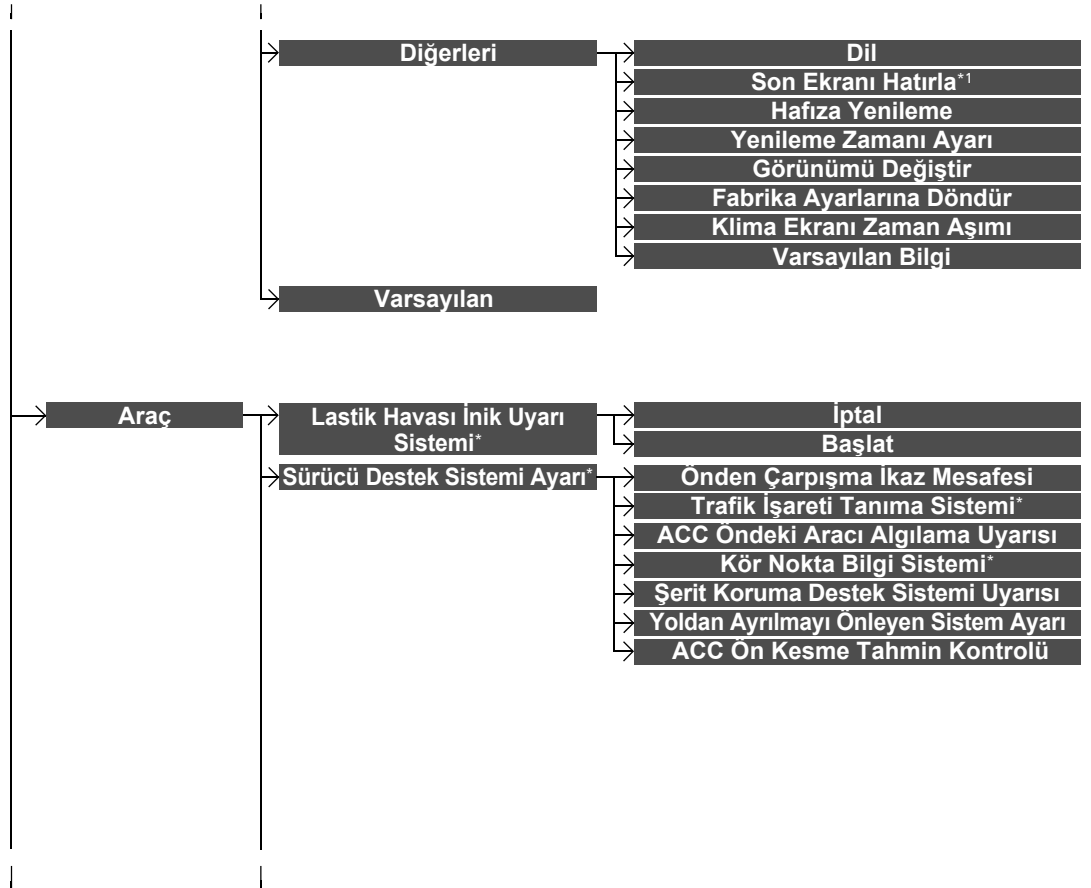 Diğerleri
Dil
Son Ekranı Hatırla*1
Hafıza Yenileme
Yenileme Zamanı Ayarı
Görünümü Değiştir
Fabrika Ayarlarına Döndür
Klima Ekranı Zaman Aşımı
Varsayılan Bilgi
Varsayılan
Araç
Lastik Havası İnik Uyarı
Sistemi*
İptal
Başlat
Sürücü Destek Sistemi Ayarı*
Önden Çarpışma İkaz Mesafesi
Trafik İşareti Tanıma Sistemi*
ACC Öndeki Aracı Algılama Uyarısı
Kör Nokta Bilgi Sistemi*
Şerit Koruma Destek Sistemi Uyarısı
Yoldan Ayrılmayı Önleyen Sistem Ayarı
ACC Ön Kesme Tahmin Kontrolü